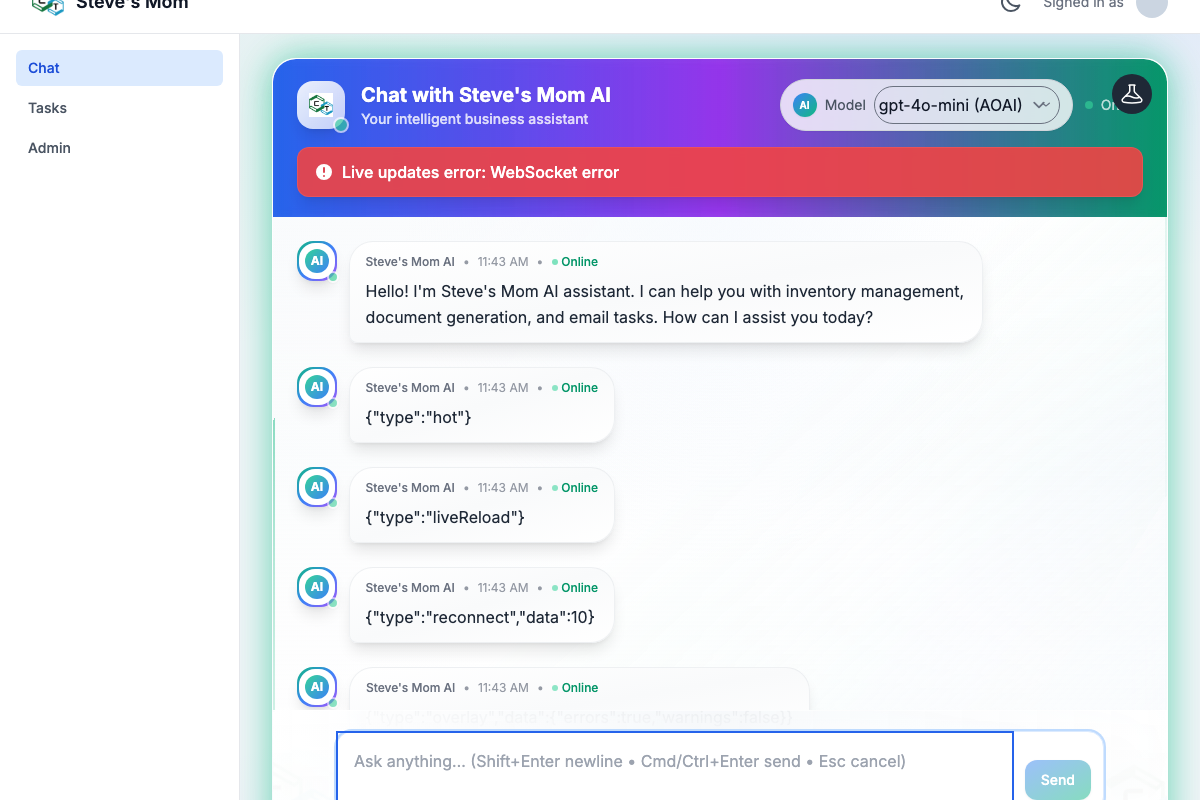 Steve's Mom
Signed in as
Chat
Tasks
Admin
CT
Chat with Steve's Mom AI
Your intelligent business assistant
AI Model gpt-4o-mini (AOAI)
Live updates error: WebSocket error
AI
Steve's Mom AI • 11:43 AM • Online
Hello! I'm Steve's Mom AI assistant. I can help you with inventory management,
document generation, and email tasks. How can I assist you today?
AI
Steve's Mom AI • 11:43 AM • Online
{"type":"hot"}
AI
Steve's Mom AI • 11:43 AM • Online
{"type":"liveReload"}
AI
Steve's Mom AI • 11:43 AM • Online
{"type":"reconnect","data":10}
AI
Steve's Mom AI • 11:43 AM • Online
{"type":"overlay","data":{"errors":true,"warnings":false}}
Ask anything... (Shift+Enter newline • Cmd/Ctrl+Enter send • Esc cancel)
Send